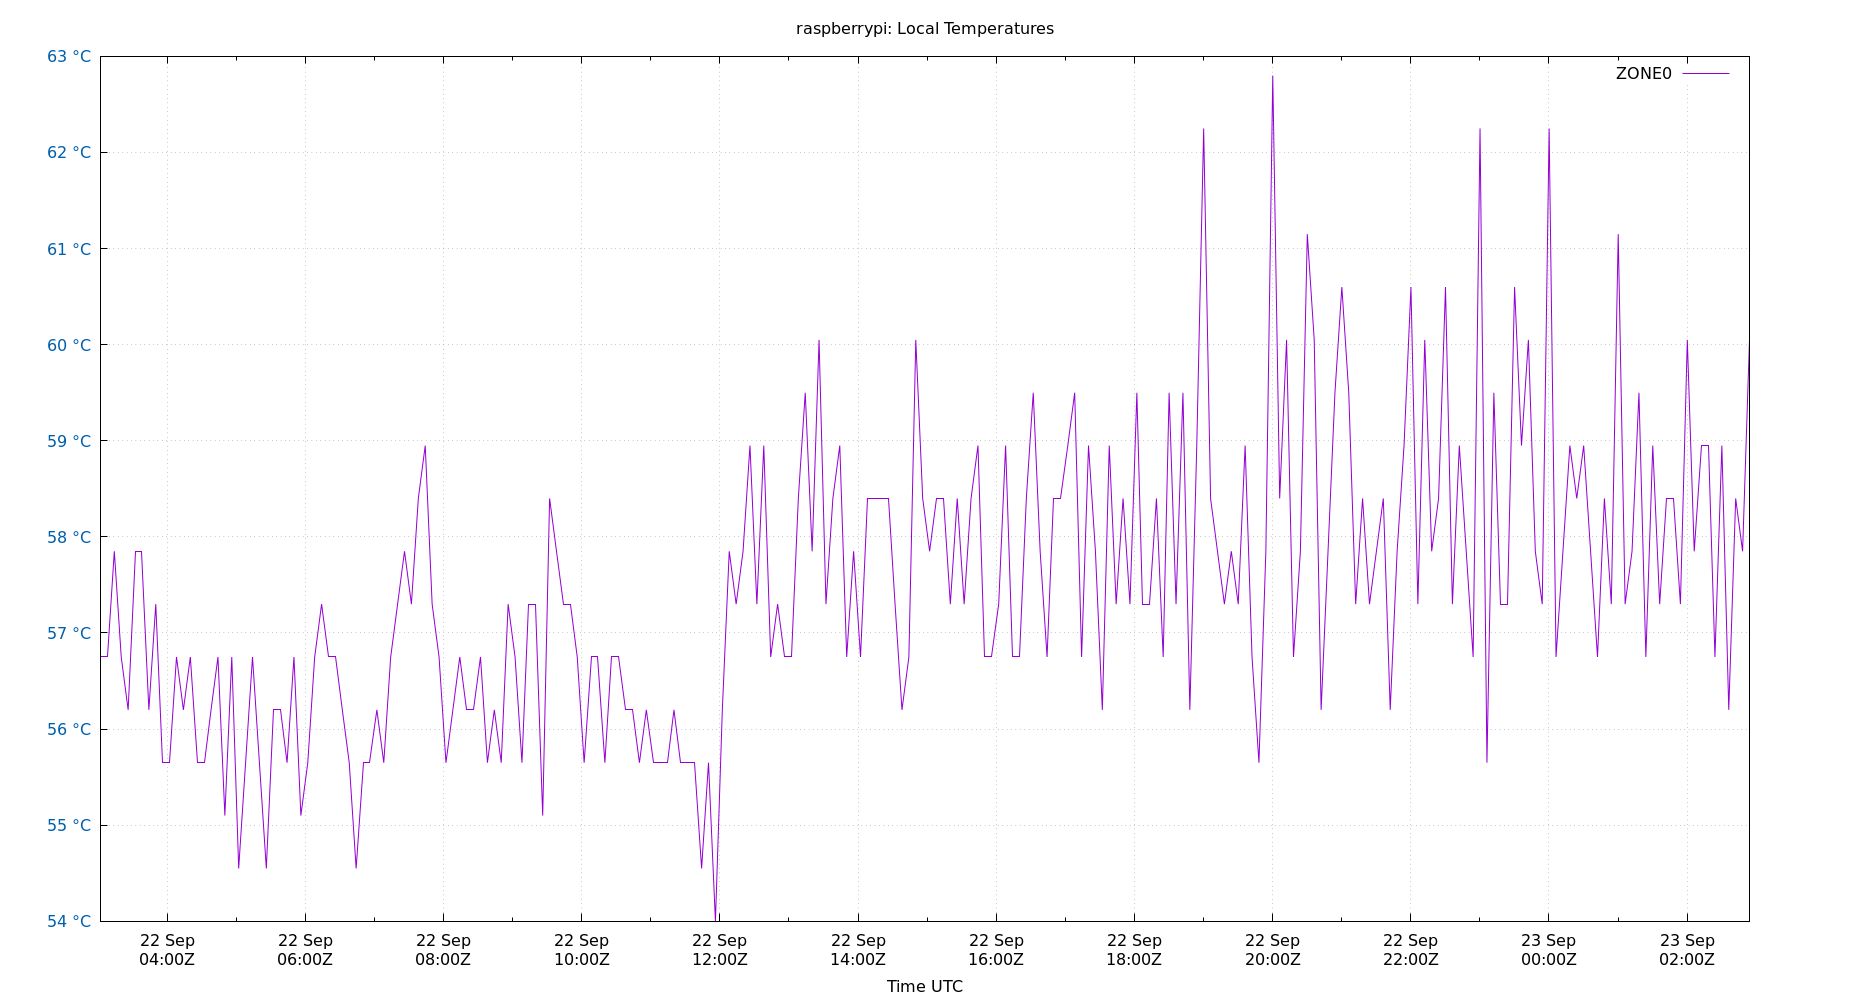 raspberrypi: Local Temperatures
ZONE0
63 °C
62 °C
61 °C
60 °C
59 °C
58 °C
57 °C
56 °C
55 °C
54 °C
22 Sep 22 Sep 22 Sep 22 Sep 22 Sep 22 Sep 22 Sep 22 Sep 22 Sep 22 Sep 23 Sep 23 Sep
04:00Z 06:00Z 08:00Z 10:00Z 12:00Z 14:00Z 16:00Z 18:00Z 20:00Z 22:00Z 00:00Z 02:00Z
Time UTC